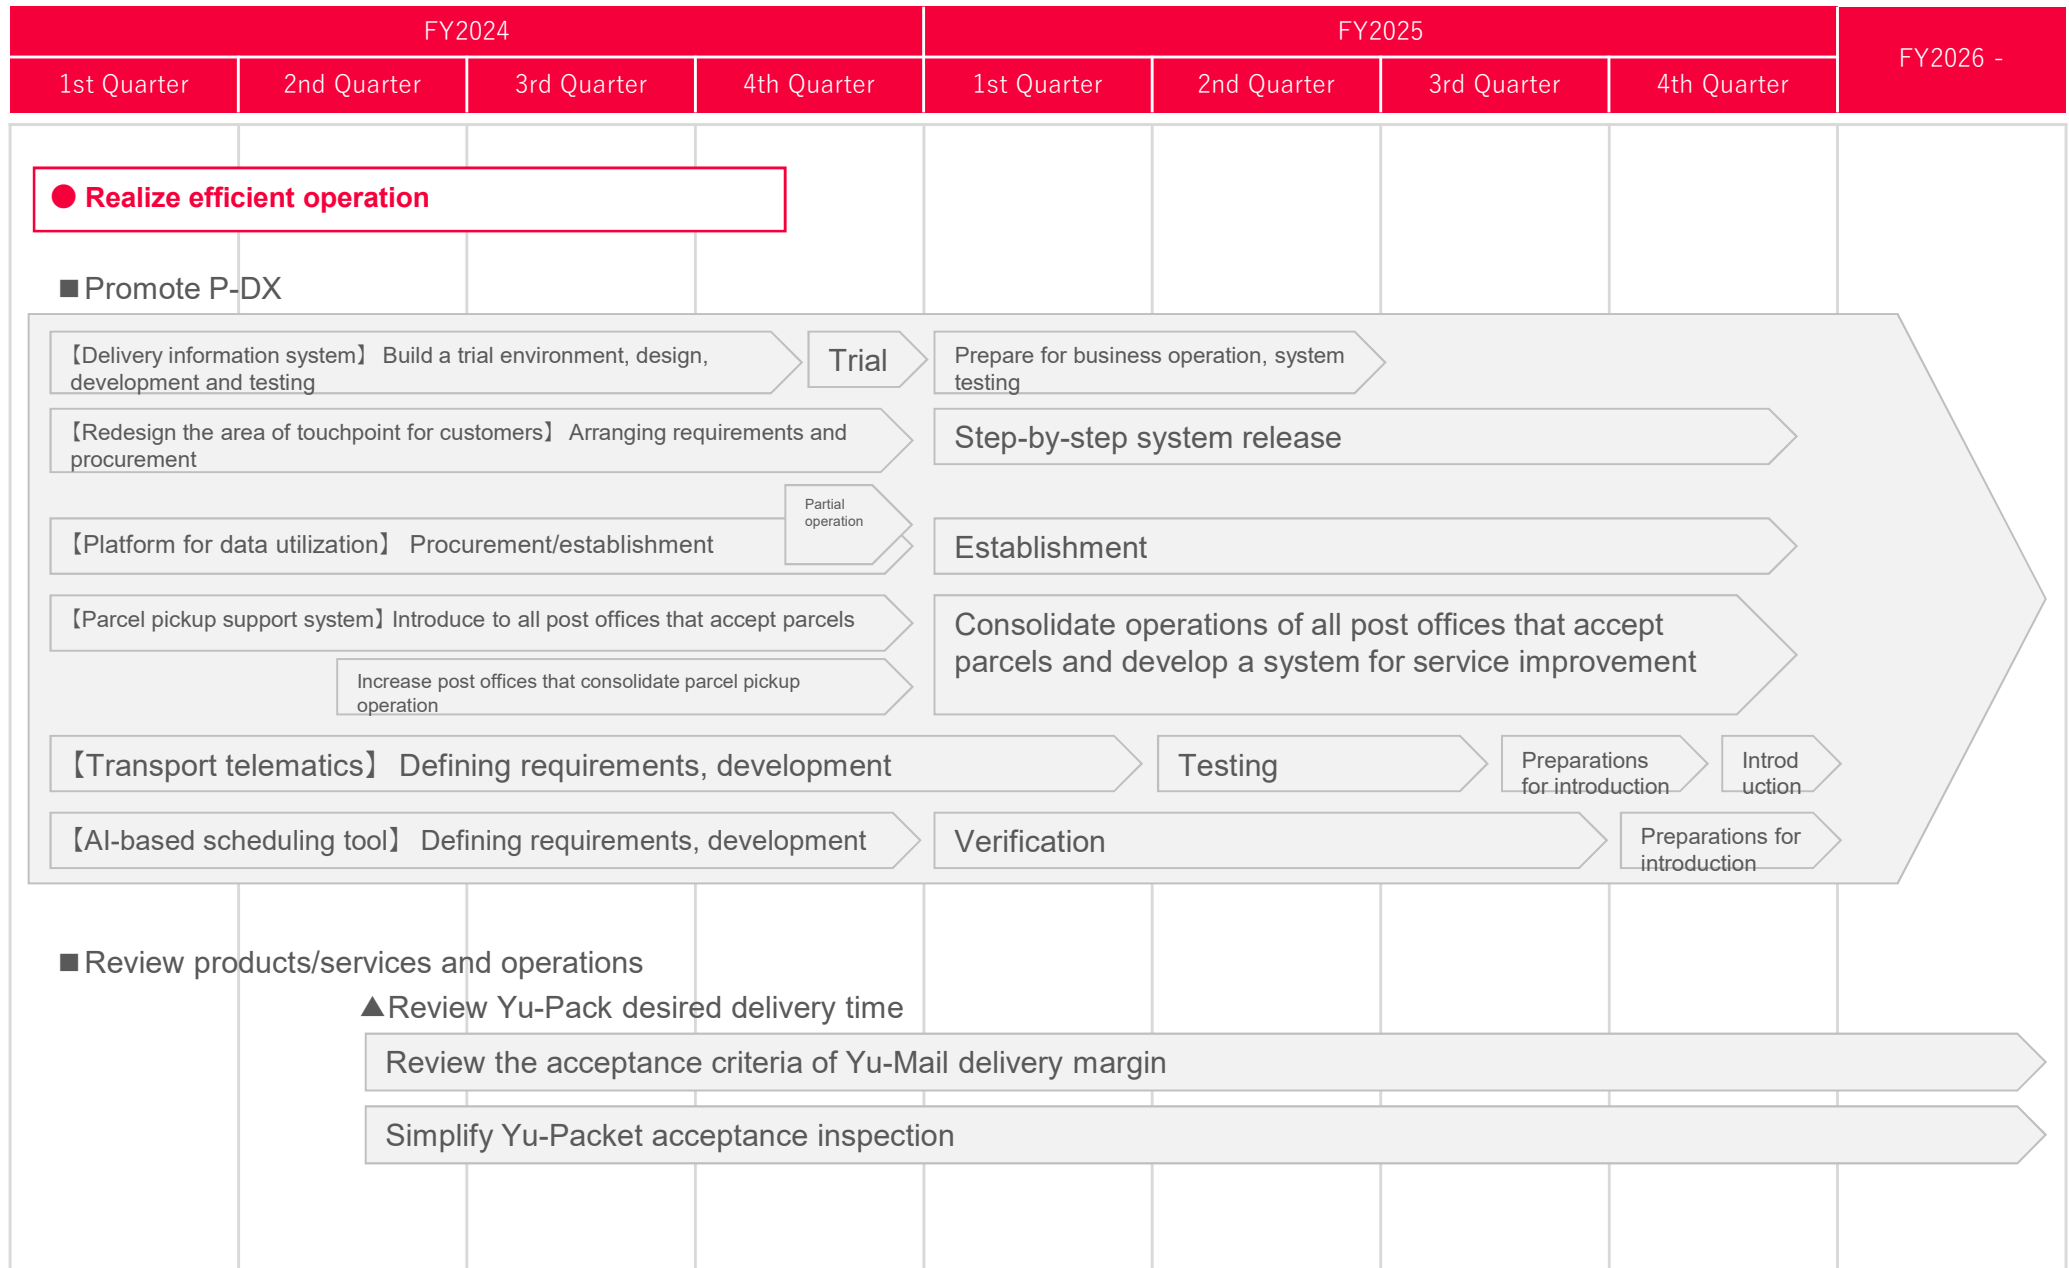 FY2024
FY2025
FY2026 -
1st Quarter
2nd Quarter
3rd Quarter
4th Quarter
1st Quarter
2nd Quarter
3rd Quarter
4th Quarter
● Realize efficient operation
■ Promote P-DX
【Delivery information system】 Build a trial environment, design,
development and testing
Trial
Prepare for business operation, system
testing
【Redesign the area of touchpoint for customers】 Arranging requirements and
procurement
Step-by-step system release
Partial
operation
【Platform for data utilization】 Procurement/establishment
Establishment
【Parcel pickup support system】 Introduce to all post offices that accept parcels
Increase post offices that consolidate parcel pickup
operation
Consolidate operations of all post offices that accept
parcels and develop a system for service improvement
【Transport telematics】 Defining requirements, development
Testing
Preparations
for introduction
Introd
uction
【AI-based scheduling tool】 Defining requirements, development
Verification
Preparations for
introduction
■ Review products/services and operations
▲Review Yu-Pack desired delivery time
Review the acceptance criteria of Yu-Mail delivery margin
Simplify Yu-Packet acceptance inspection